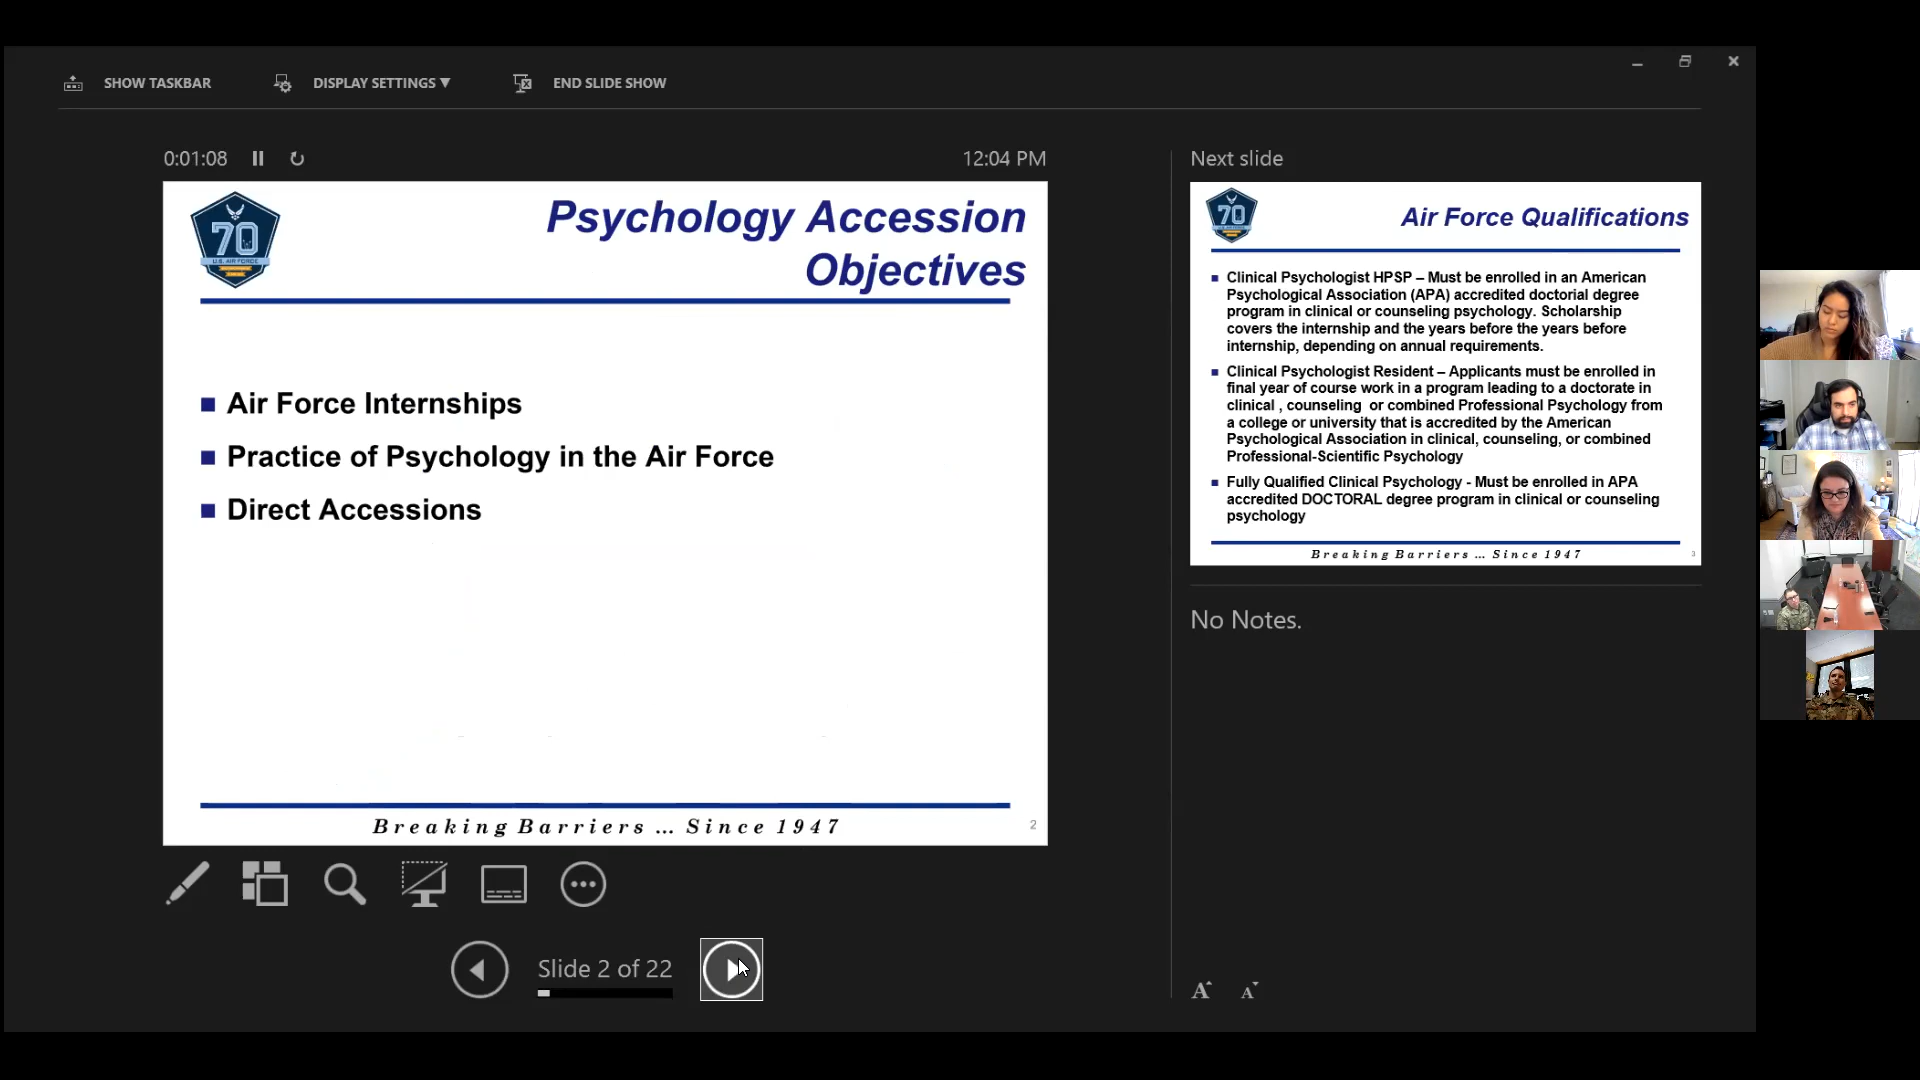 SHOW TASKBAR
DISPLAY SETTINGS ▼
END SLIDE SHOW
0:01:08
12:04 PM
70
U.S. AIR FORCE
Psychology Accession
Objectives
■ Air Force Internships
■ Practice of Psychology in the Air Force
■ Direct Accessions
Breaking Barriers ... Since 1947
2
Slide 2 of 22
Next slide
70
Air Force Qualifications
■ Clinical Psychologist HPSP – Must be enrolled in an American
Psychological Association (APA) accredited doctorial degree
program in clinical or counseling psychology. Scholarship
covers the internship and the years before the years before
internship, depending on annual requirements.
■ Clinical Psychologist Resident – Applicants must be enrolled in
final year of course work in a program leading to a doctorate in
clinical , counseling or combined Professional Psychology from
a college or university that is accredited by the American
Psychological Association in clinical, counseling, or combined
Professional-Scientific Psychology
■ Fully Qualified Clinical Psychology - Must be enrolled in APA
accredited DOCTORAL degree program in clinical or counseling
psychology
Breaking Barriers ... Since 1947
3
No Notes.
A A